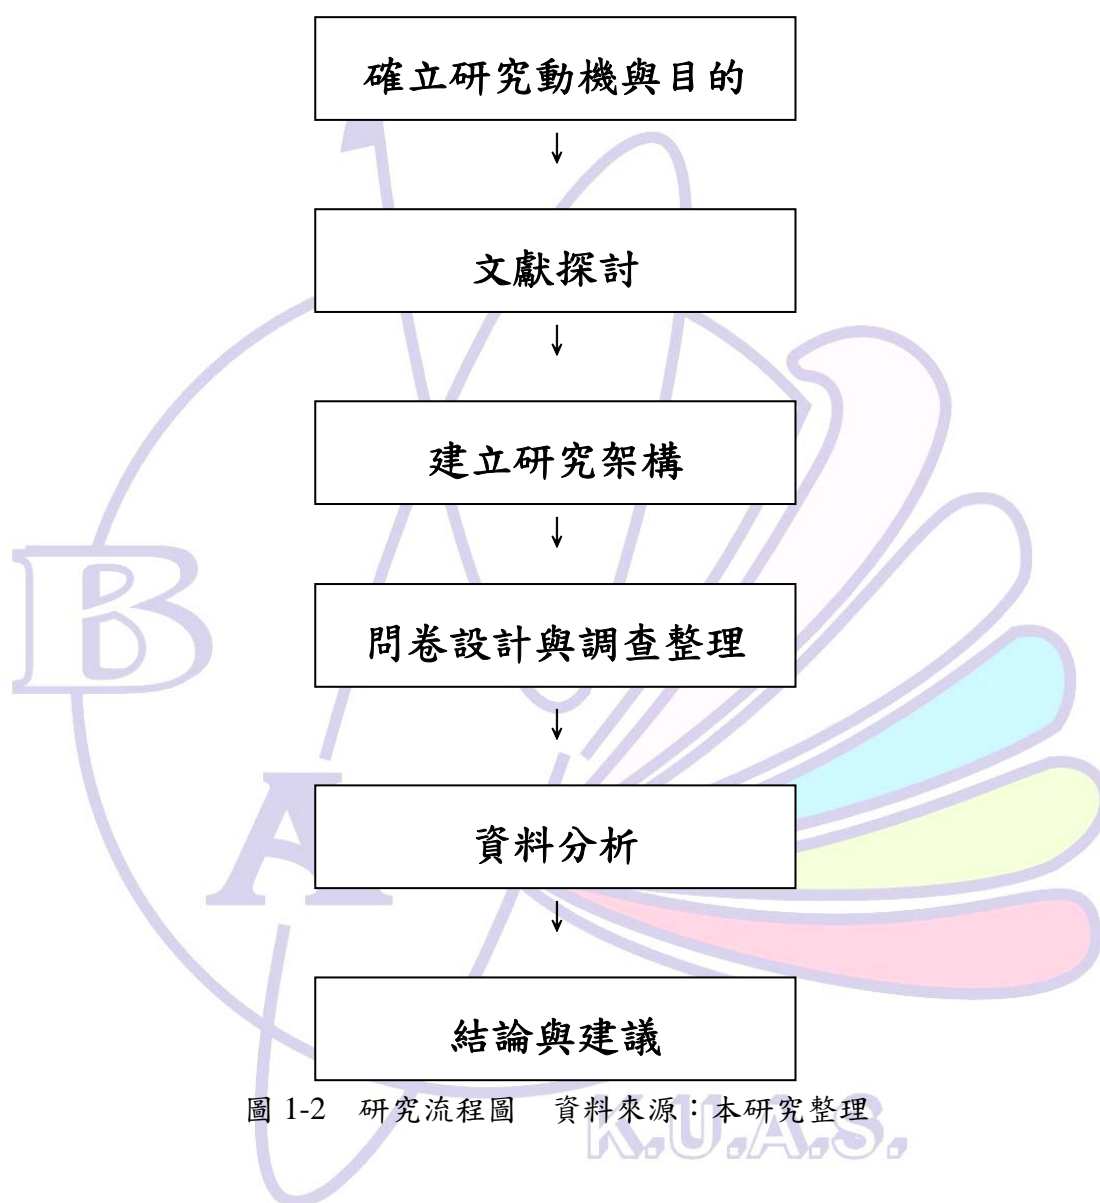 確立研究動機與目的
↓
文獻探討
↓
建立研究架構
↓
問卷設計與調查整理
↓
資料分析
↓
結論與建議
圖 1-2 研究流程圖 資料來源：本研究整理
B
A
K.U.A.S.